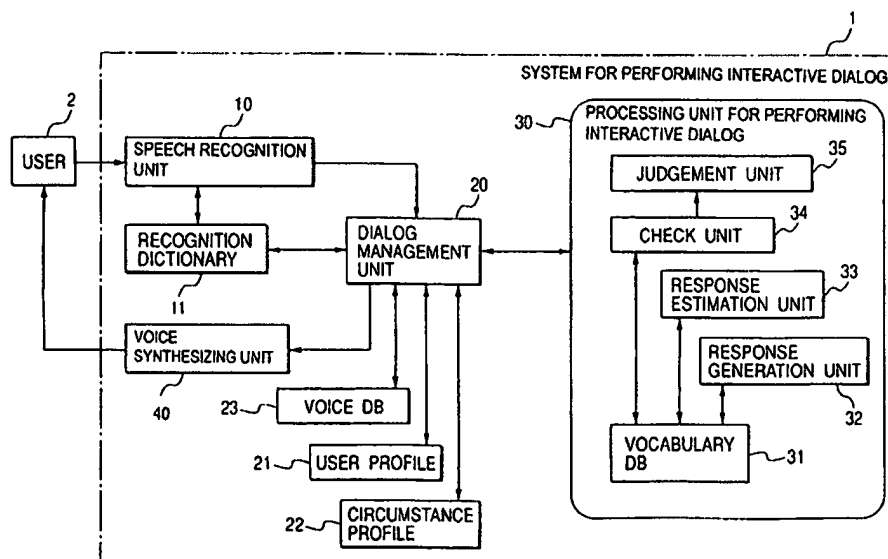 1
SYSTEM FOR PERFORMING INTERACTIVE DIALOG
2
USER
10
SPEECH RECOGNITION
UNIT
RECOGNITION
DICTIONARY
11
VOICE
SYNTHESIZING UNIT
40
20
DIALOG
MANAGEMENT
UNIT
23
VOICE DB
21
USER PROFILE
22
CIRCUMSTANCE
PROFILE
30
PROCESSING UNIT FOR PERFORMING
INTERACTIVE DIALOG
35
JUDGEMENT UNIT
34
CHECK UNIT
33
RESPONSE
ESTIMATION UNIT
RESPONSE
GENERATION UNIT
32
VOCABULARY
DB
31